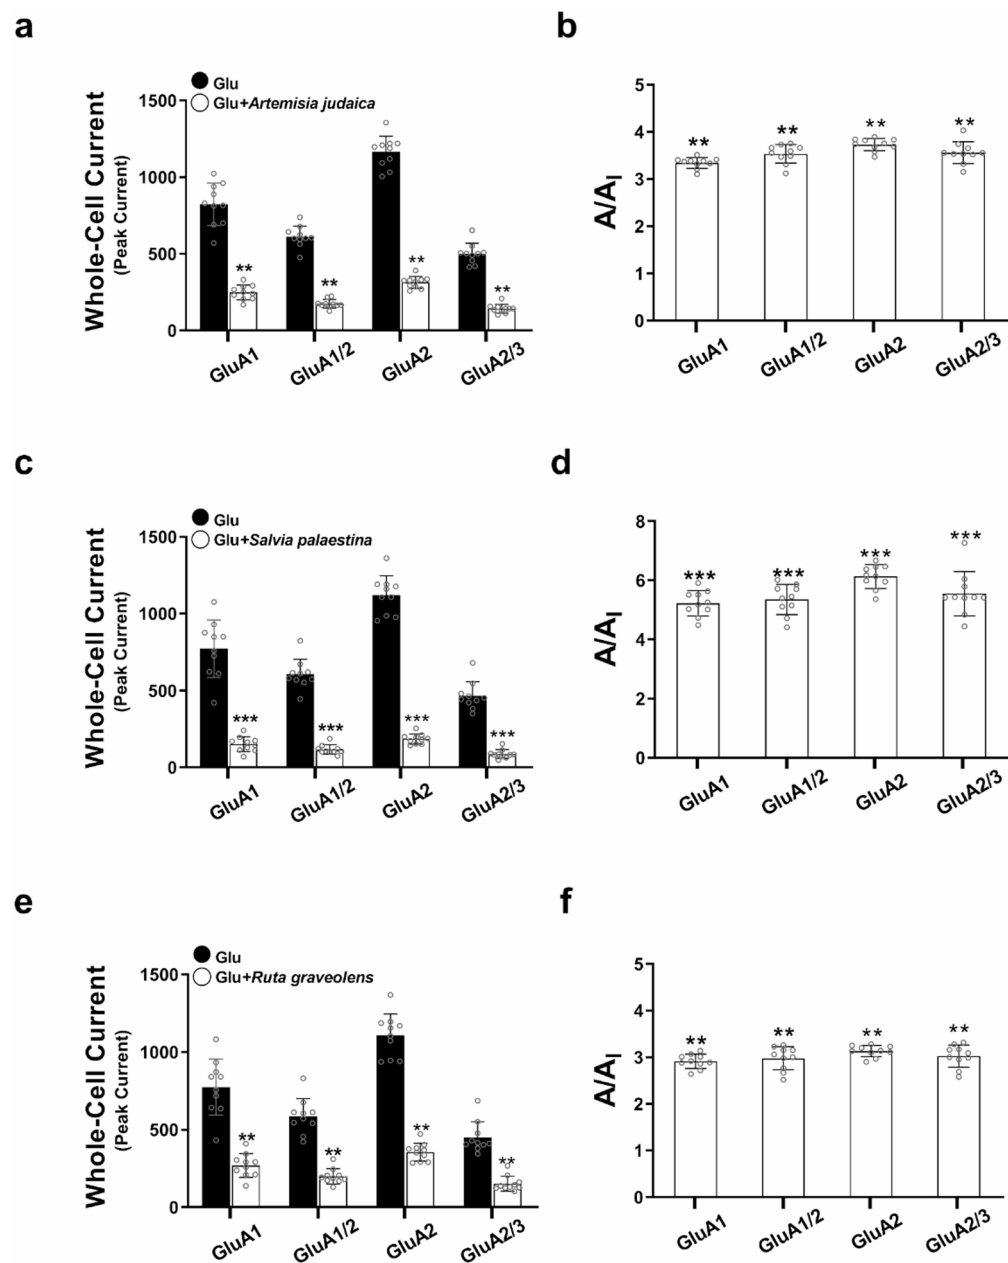 a
Glu
Glu+Artemisia judaica
Whole-Cell Current
(Peak Current)
1500
1000
500
0
**
**
**
**
GluA1
GluA1/2
GluA2
GluA2/3
b
A/AI
5
4
3
2
1
0
**
**
**
**
GluA1
GluA1/2
GluA2
GluA2/3
c
Glu
Glu+Salvia palaestina
Whole-Cell Current
(Peak Current)
1500
1000
500
0
***
***
***
***
GluA1
GluA1/2
GluA2
GluA2/3
d
A/AI
8
6
4
2
0
***
***
***
***
GluA1
GluA1/2
GluA2
GluA2/3
e
Glu
Glu+Ruta graveolens
Whole-Cell Current
(Peak Current)
1500
1000
500
0
**
**
**
**
GluA1
GluA1/2
GluA2
GluA2/3
f
A/AI
5
4
3
2
1
0
**
**
**
**
GluA1
GluA1/2
GluA2
GluA2/3